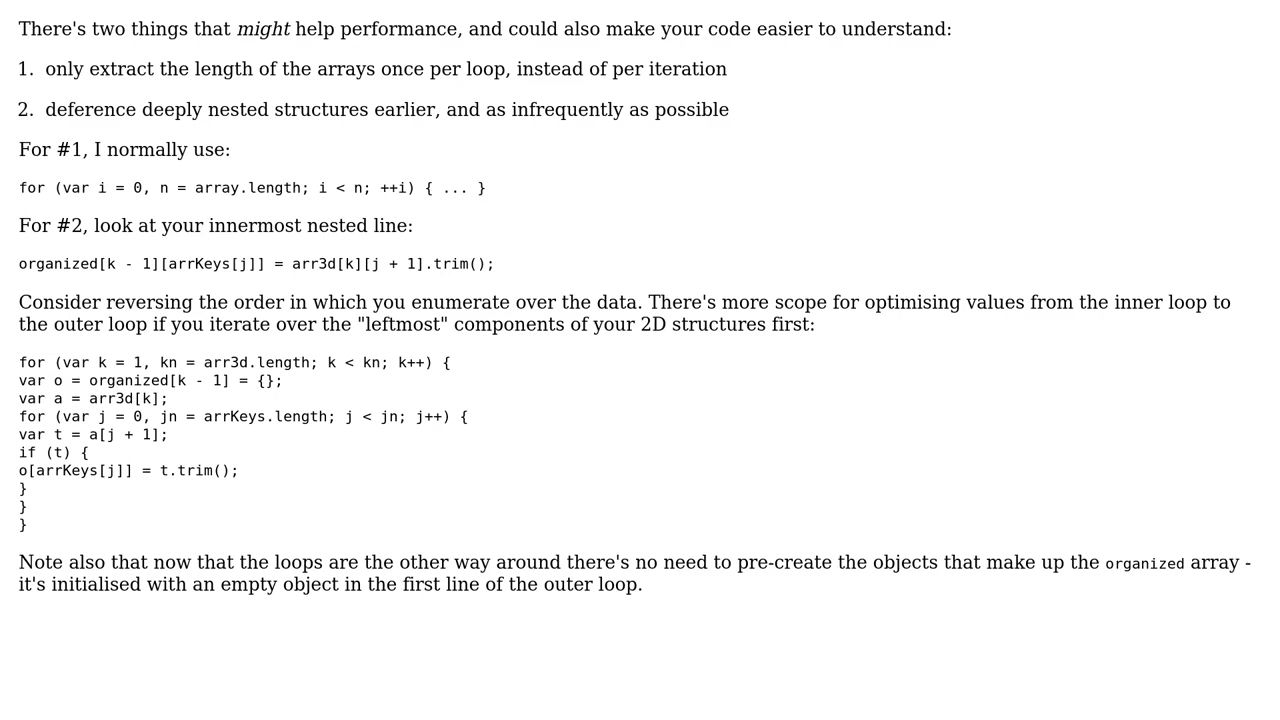 There's two things that might help performance, and could also make your code easier to understand:
1. only extract the length of the arrays once per loop, instead of per iteration
2. deference deeply nested structures earlier, and as infrequently as possible
For #1, I normally use:
for (var i = 0, n = array.length; i < n; ++i) { ... }
For #2, look at your innermost nested line:
organized[k - 1][arrKeys[j]] = arr3d[k][j + 1].trim();
Consider reversing the order in which you enumerate over the data. There's more scope for optimising values from the inner loop to
the outer loop if you iterate over the "leftmost" components of your 2D structures first:
for (var k = 1, kn = arr3d.length; k < kn; k++) {
var o = organized[k - 1] = {};
var a = arr3d[k];
for (var j = 0, jn = arrKeys.length; j < jn; j++) {
var t = a[j + 1];
if (t) {
o[arrKeys[j]] = t.trim();
}
}
}
Note also that now that the loops are the other way around there's no need to pre-create the objects that make up the organized array -
it's initialised with an empty object in the first line of the outer loop.